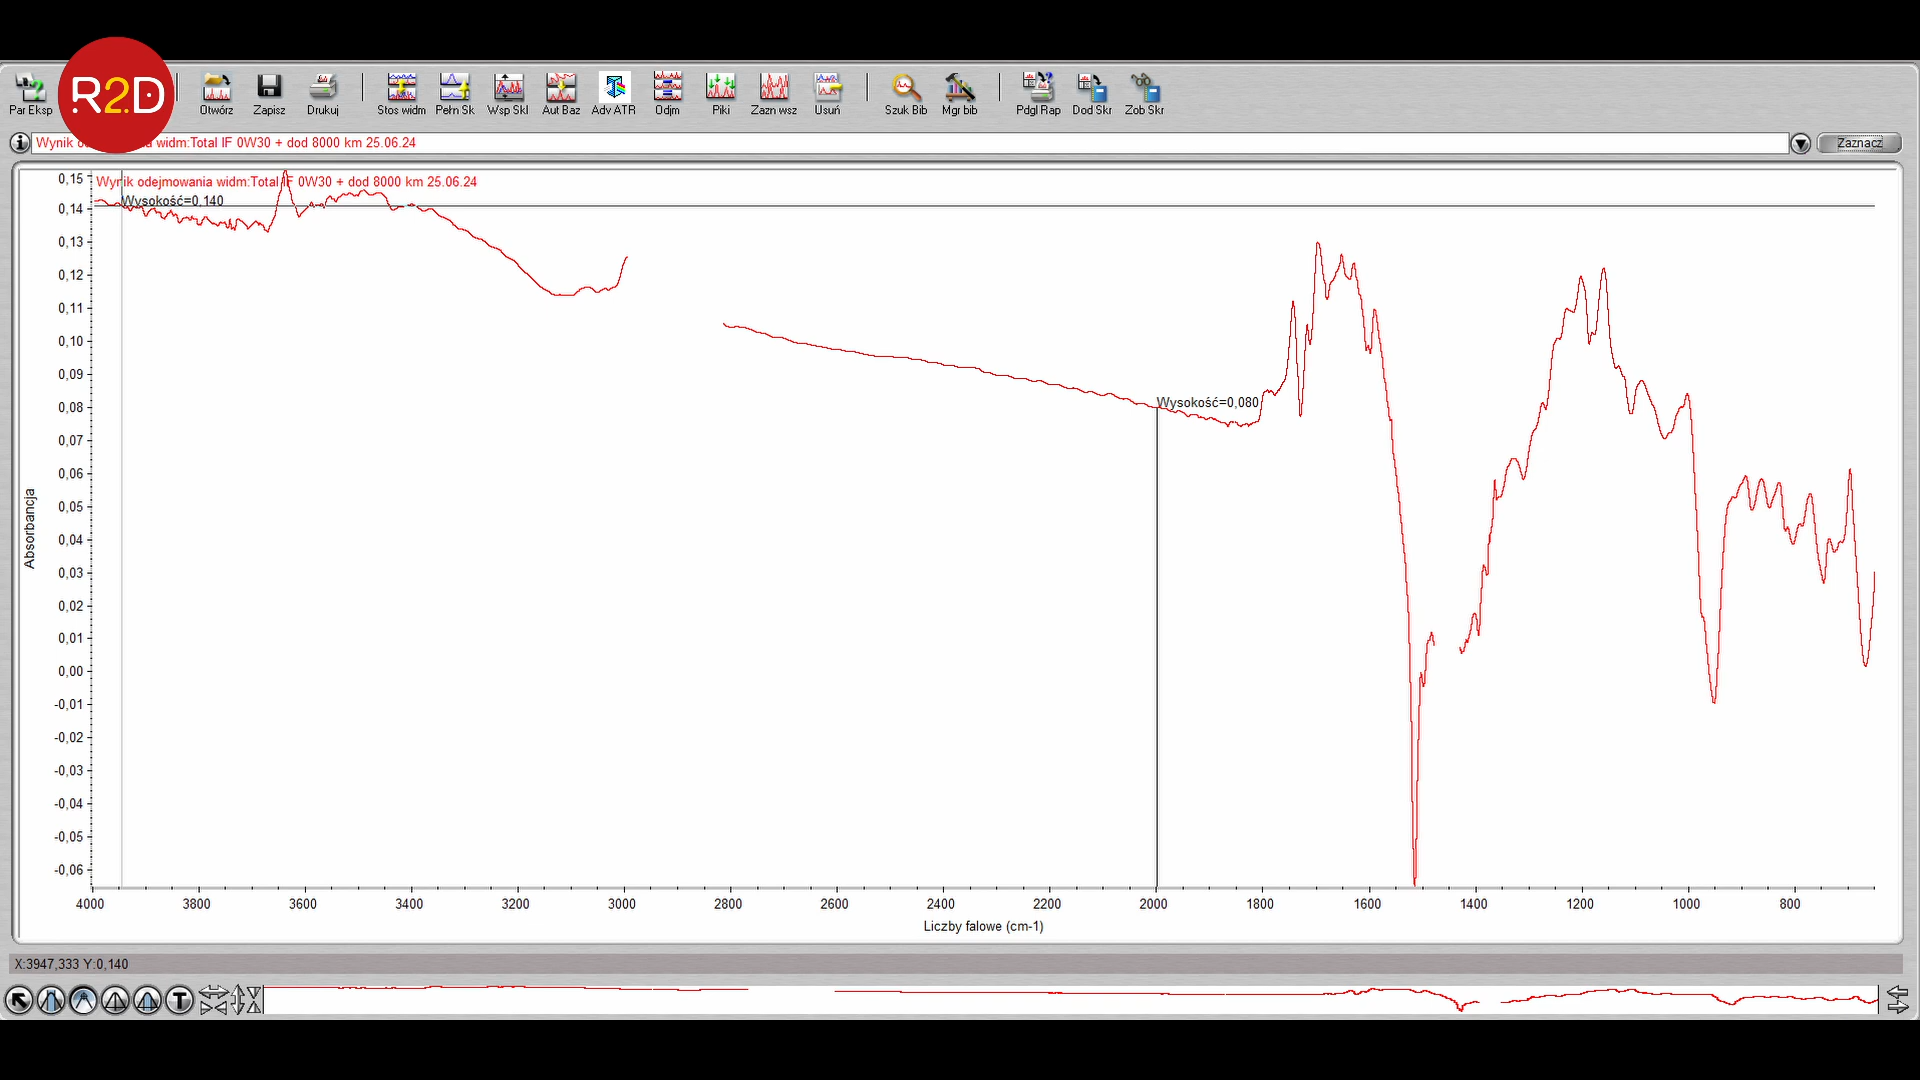 R2D
Par Eksp Otwórz Zapisz Drukuj Stos widm Pełn Sk Wsp Skl Aut Baz Adv ATR Odjm Piki Zazn wsz Usuń Szuk Bib Mgr bib Pdgl Rap Dod Skr Zob Skr
Wynik widm:Total IF 0W30 + dod 8000 km 25.06.24
Zaznacz
Wynik odejmowania widm:Total IF 0W30 + dod 8000 km 25.06.24
Wysokość=0,140
Wysokość=0,080
0,15
0,14
0,13
0,12
0,11
0,10
0,09
0,08
0,07
0,06
0,05
0,04
0,03
0,02
0,01
0,00
-0,01
-0,02
-0,03
-0,04
-0,05
-0,06
Absorbancja
4000 3800 3600 3400 3200 3000 2800 2600 2400 2200 2000 1800 1600 1400 1200 1000 800
Liczby falowe (cm-1)
X:3947,333 Y:0,140